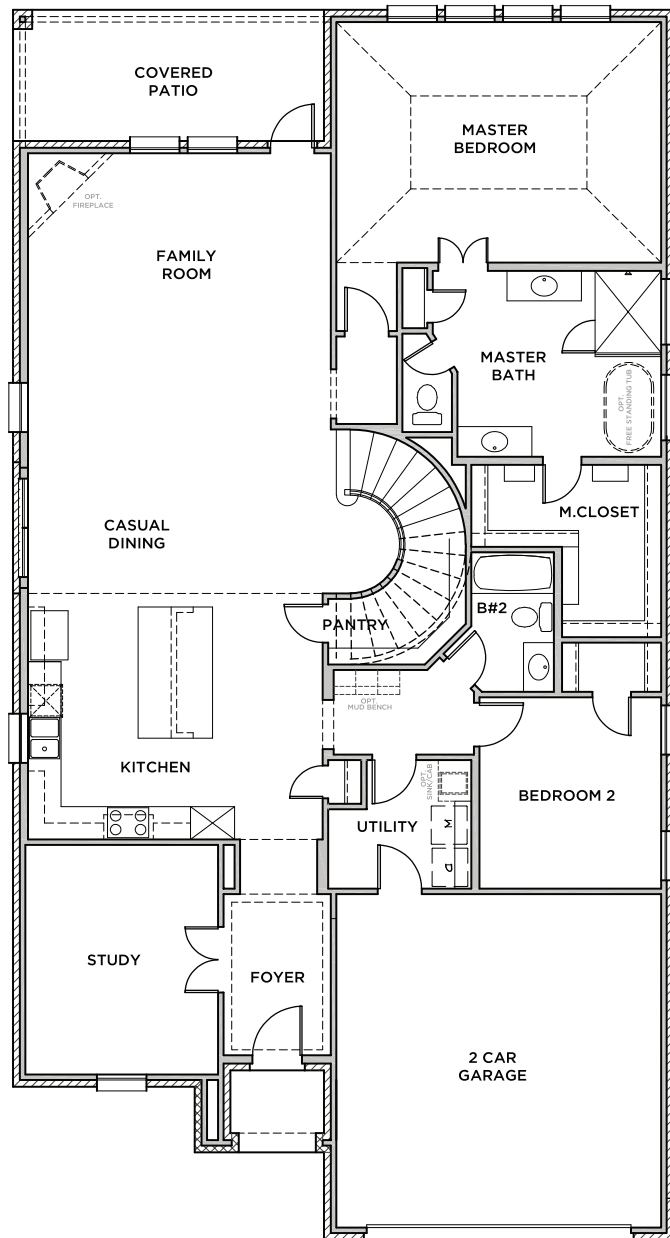 COVERED
PATIO
MASTER
BEDROOM
OPT.
FIREPLACE
FAMILY
ROOM
MASTER
BATH
OPT.
FREE STANDING TUB
M.CLOSET
CASUAL
DINING
B#2
PANTRY
OPT.
MUD BENCH
KITCHEN
OPT.
SINK/CAB
BEDROOM 2
UTILITY
W
D
STUDY
FOYER
2 CAR
GARAGE